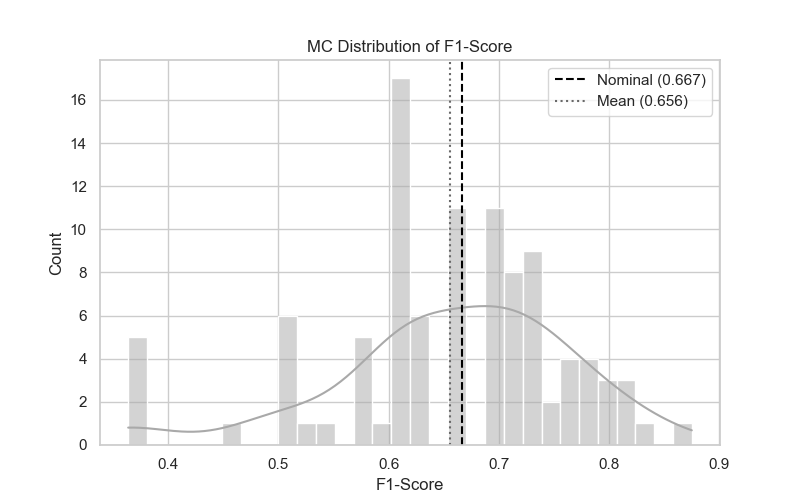 MC Distribution of F1-Score
Nominal (0.667)
Mean (0.656)
16
14
12
10
8
6
4
2
0
Count
0.4 0.5 0.6 0.7 0.8 0.9
F1-Score